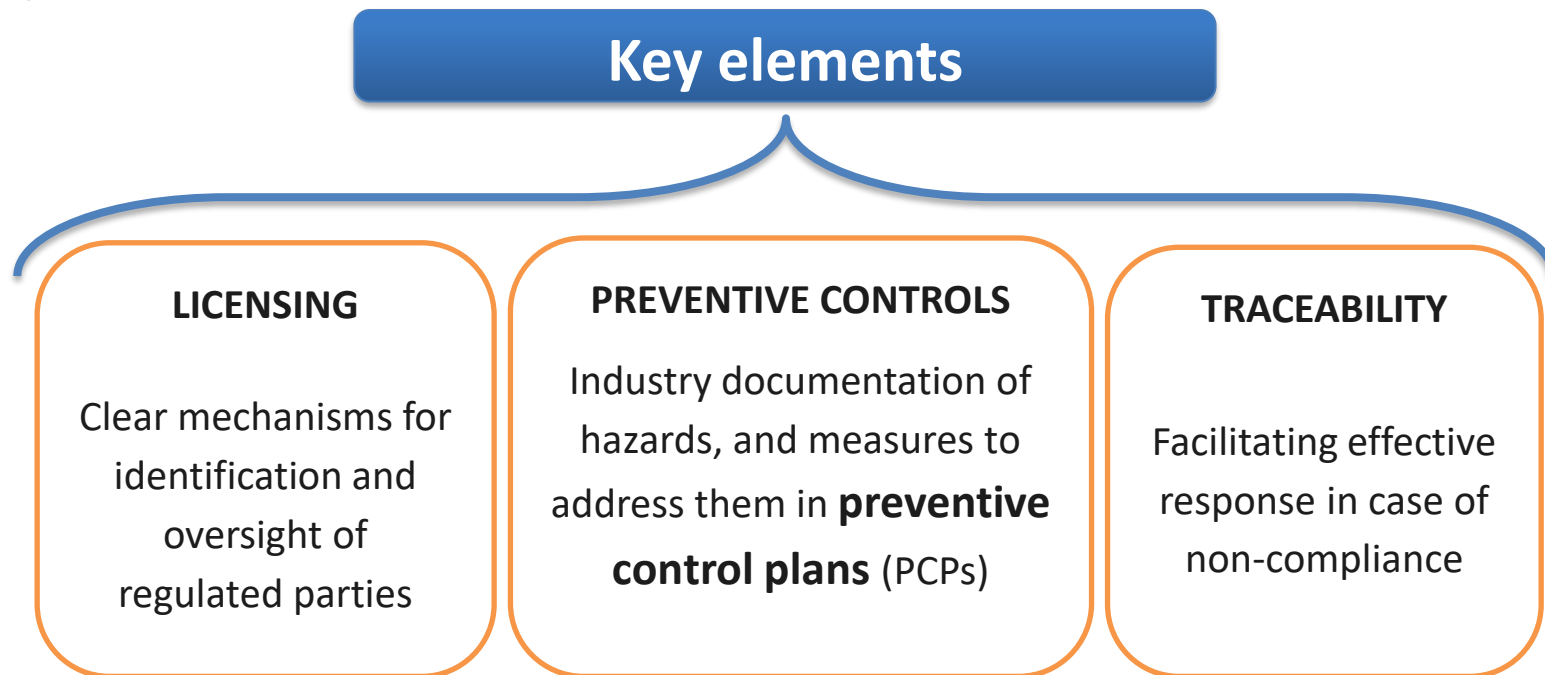 Key elements
LICENSING
Clear mechanisms for
identification and
oversight of
regulated parties
PREVENTIVE CONTROLS
Industry documentation of
hazards, and measures to
address them in preventive
control plans (PCPs)
TRACEABILITY
Facilitating effective
response in case of
non-compliance